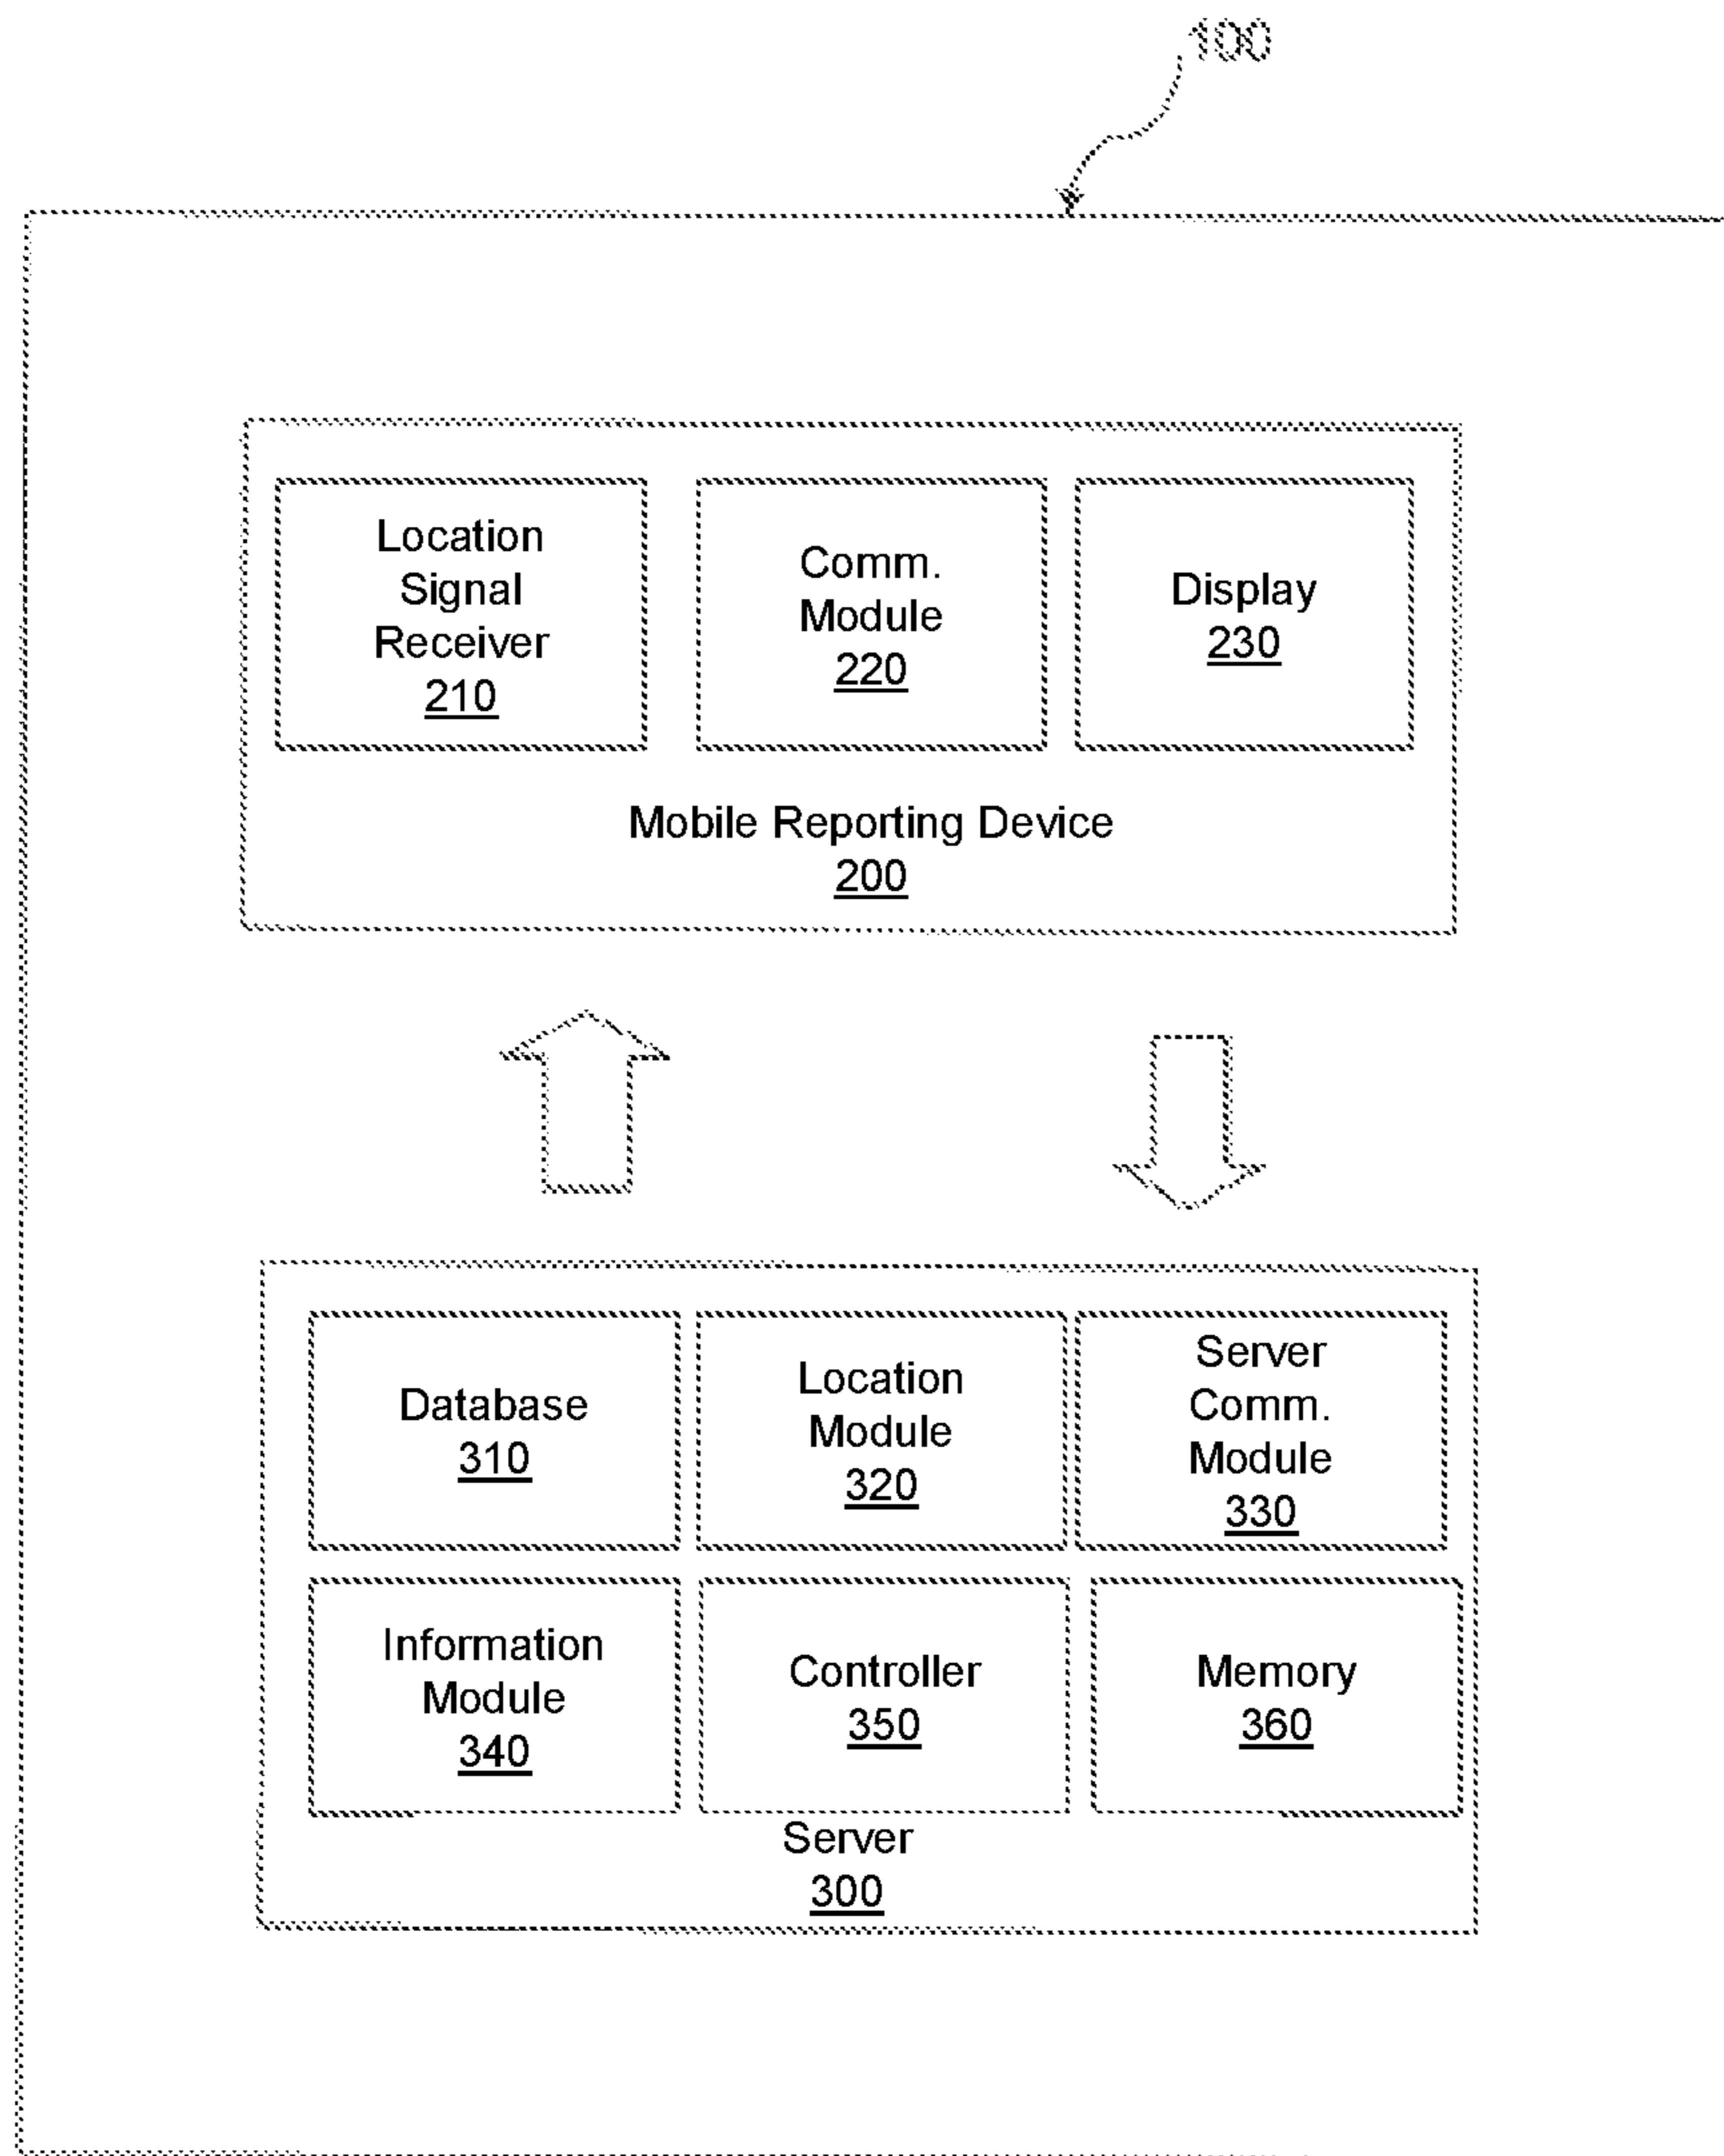 100
Location
Signal
Receiver
210
Comm.
Module
220
Display
230
Mobile Reporting Device
200
Database
310
Location
Module
320
Server
Comm.
Module
330
Information
Module
340
Controller
350
Memory
360
Server
300